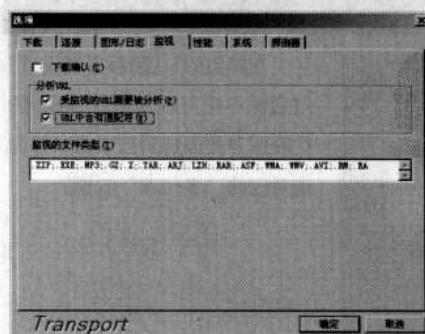 选项
下载 连接 图形/日志 监视 性能 系统 探测器
下载确认(C)
分析URL
受监视的URL需要被分析(P)
URL中含有通配符(S)
监视的文件类型(T)
ZIP;.EXE;.MP3;.GZ;.Z;.TAR;.ARJ;.LZH;.RAR;.ASF;.WMA;.WMV;.AVI;.RM;.RA
Transport 确定 取消